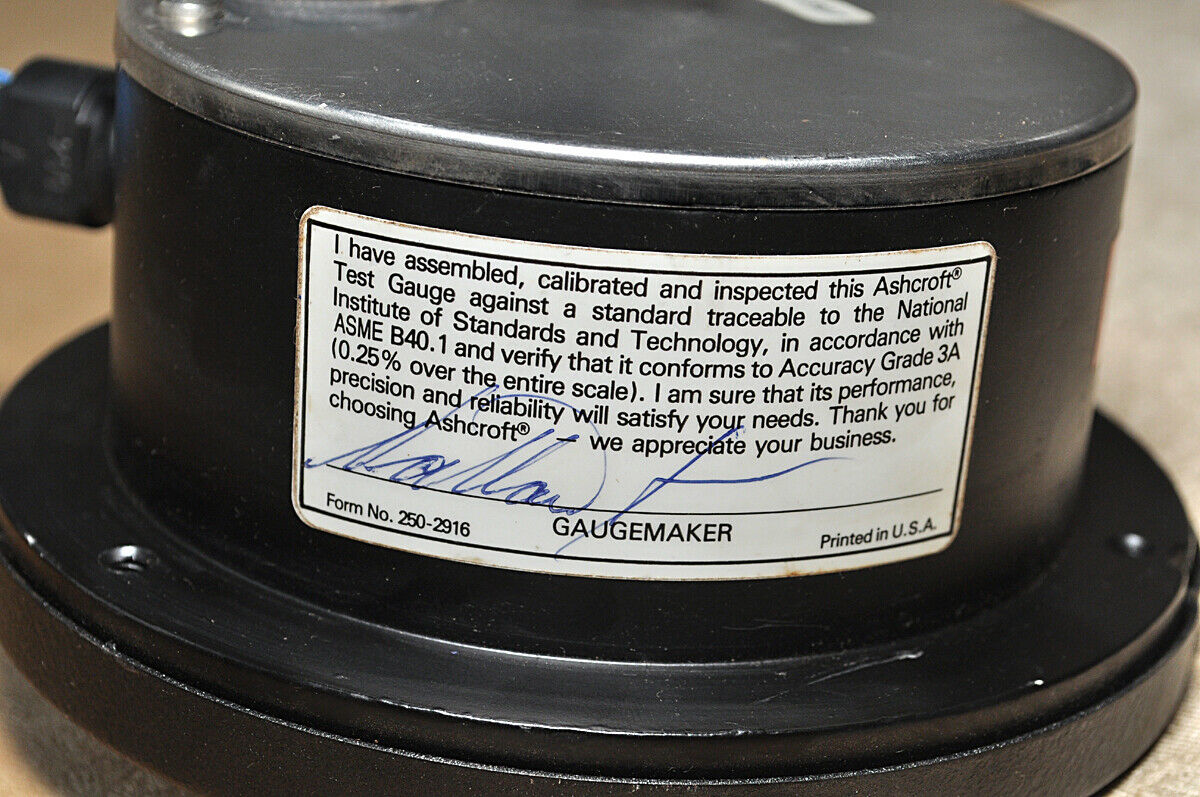 I have assembled, calibrated and inspected this Ashcroft®
Test Gauge against a standard traceable to the National
Institute of Standards and Technology, in accordance with
ASME B40.1 and verify that it conforms to Accuracy Grade 3A
(0.25% over the entire scale). I am sure that its performance,
precision and reliability will satisfy your needs. Thank you for
choosing Ashcroft® – we appreciate your business.
Form No. 250-2916 GAUGEMAKER Printed in U.S.A.